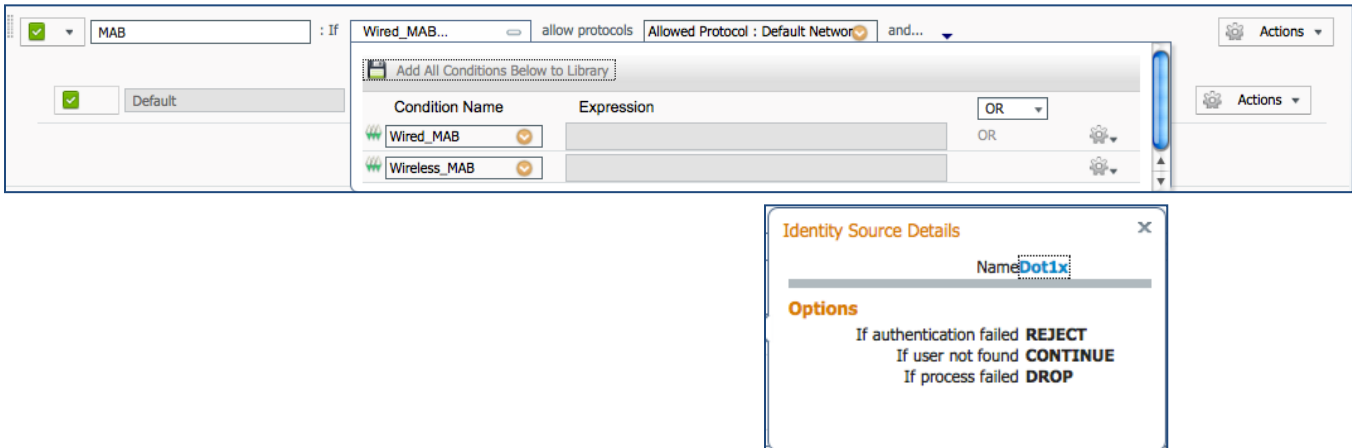 MAB : If Wired_MAB... allow protocols Allowed Protocol : Default Networ and... Actions
Add All Conditions Below to Library
Default Actions
Condition Name Expression OR
Wired_MAB OR
Wireless_MAB
Identity Source Details X
NameDot1x
Options
If authentication failed REJECT
If user not found CONTINUE
If process failed DROP